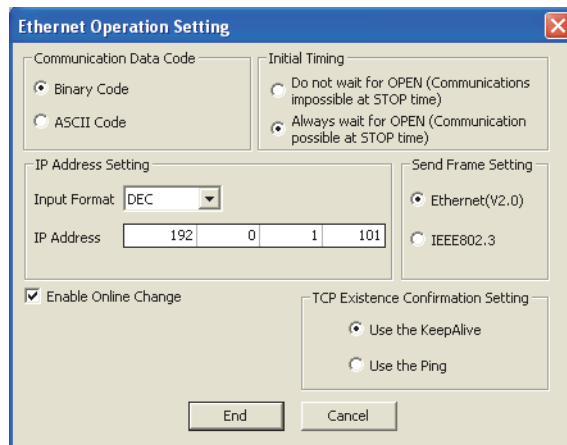 Ethernet Operation Setting
Communication Data Code
Binary Code
ASCII Code
Initial Timing
Do not wait for OPEN (Communications
impossible at STOP time)
Always wait for OPEN (Communication
possible at STOP time)
IP Address Setting
Input Format DEC
IP Address 192 0 1 101
Send Frame Setting
Ethernet(V2.0)
IEEE802.3
Enable Online Change
TCP Existence Confirmation Setting
Use the KeepAlive
Use the Ping
End Cancel